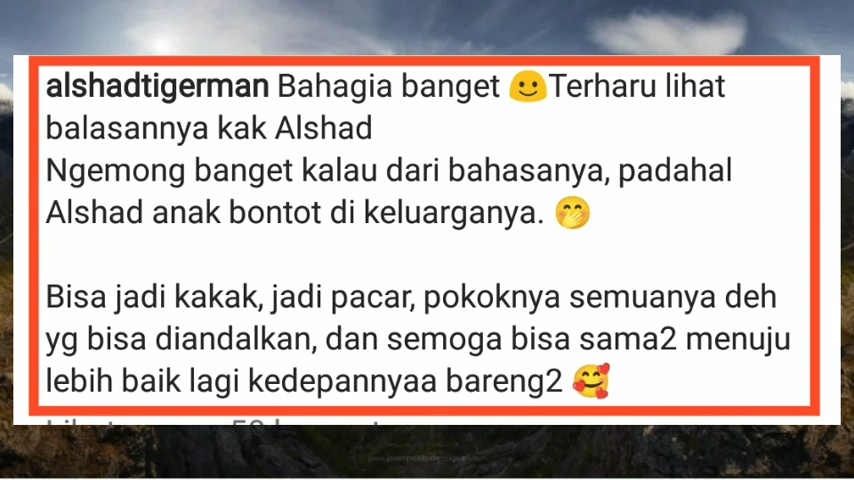 alshadtigerman Bahagia banget 🙂Terharu lihat
balasannya kak Alshad
Ngemong banget kalau dari bahasanya, padahal
Alshad anak bontot di keluarganya. 🤭
Bisa jadi kakak, jadi pacar, pokoknya semuanya deh
yg bisa diandalkan, dan semoga bisa sama2 menuju
lebih baik lagi kedepannyaa bareng2 🥰